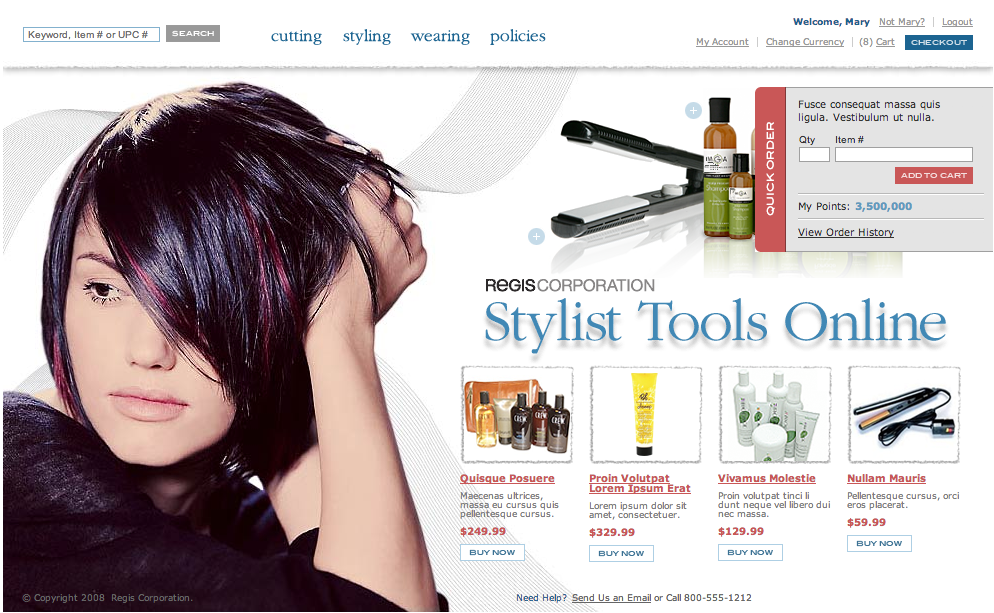 Welcome, Mary Not Mary? Logout
Keyword, Item # or UPC # SEARCH
cutting styling wearing policies
My Account Change Currency (8) Cart CHECKOUT
QUICK ORDER
Fusce consequat massa quis
ligula. Vestibulum ut nulla.
Qty Item #
ADD TO CART
My Points: 3,500,000
View Order History
REGIS CORPORATION
Stylist Tools Online
Quisque Posuere
Maecenas ultrices,
massa eu cursus quis
pellentesque cursus.
$249.99
BUY NOW
Proin Volutpat
Lorem Ipsum Erat
Lorem ipsum dolor sit
amet, consectetuer.
$329.99
BUY NOW
Vivamus Molestie
Proin volutpat tinci li
dunt neque vel libero dui
nec massa.
$129.99
BUY NOW
Nullam Mauris
Pellentesque cursus, orci
eros placerat.
$59.99
BUY NOW
© Copyright 2008 Regis Corporation.
Need Help? Send Us an Email or Call 800-555-1212